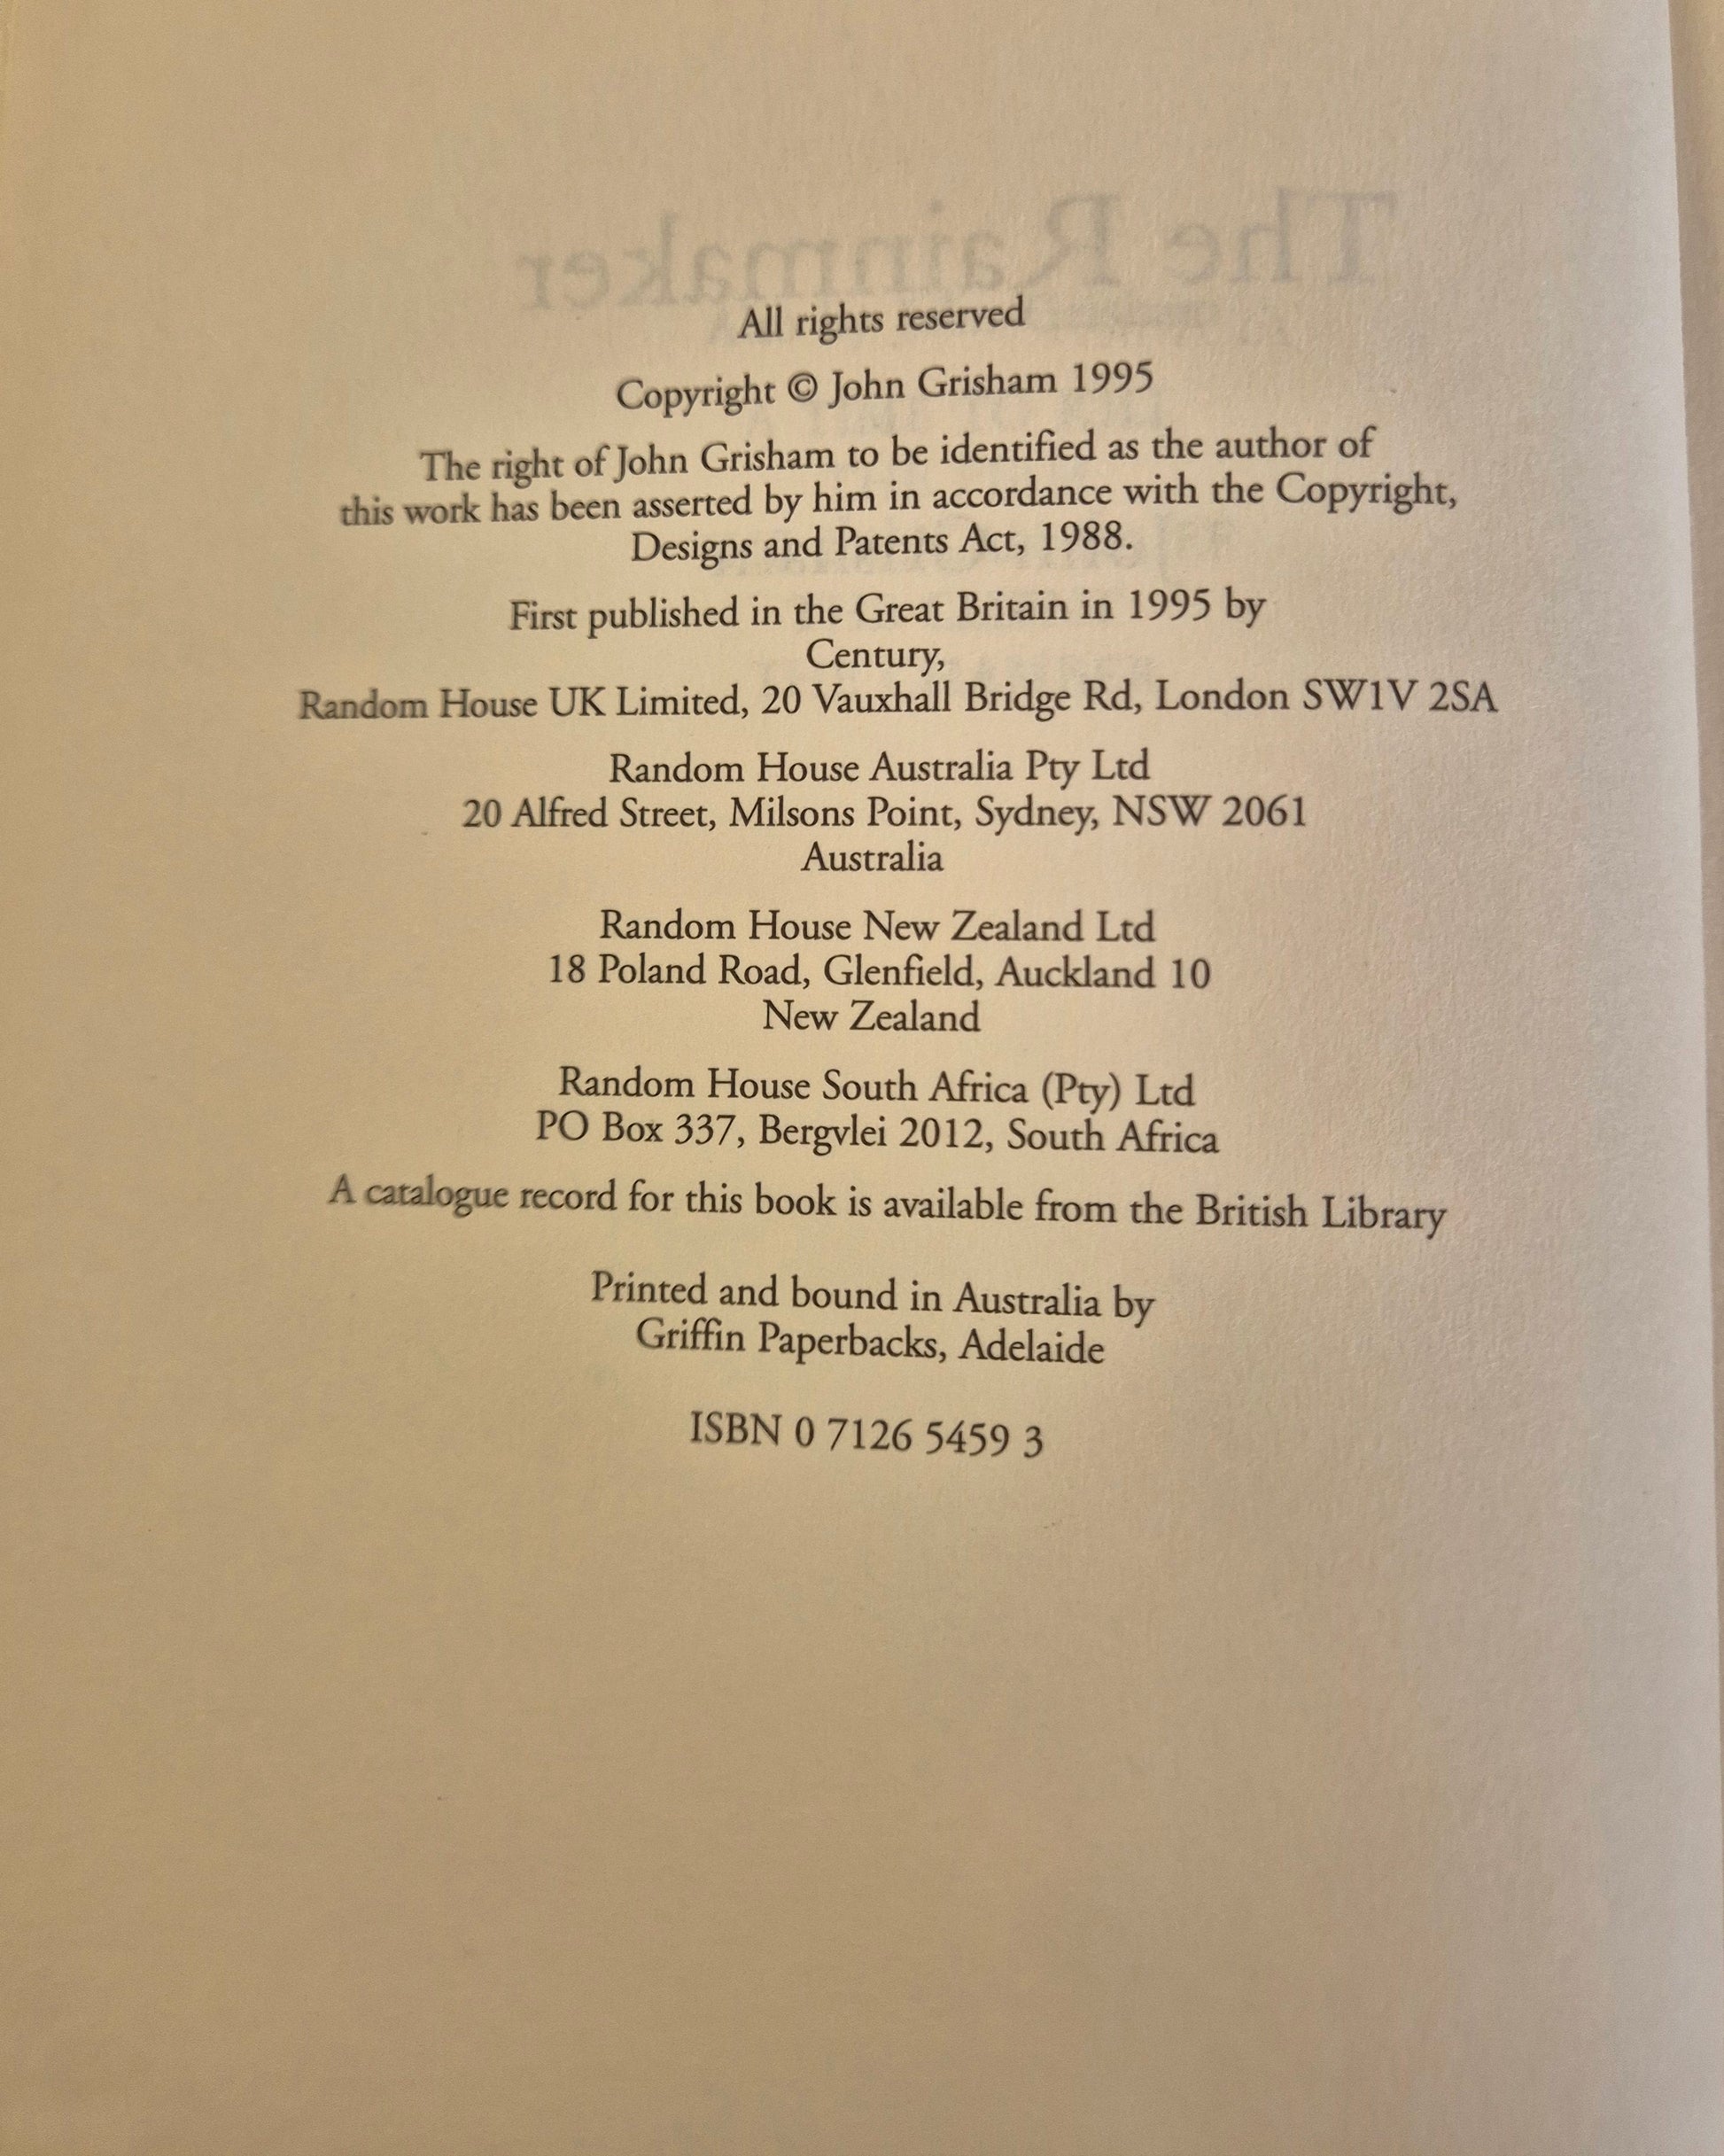 The Rainmaker
All rights reserved
Copyright © John Grisham 1995
The right of John Grisham to be identified as the author of
this work has been asserted by him in accordance with the Copyright,
Designs and Patents Act, 1988.
First published in the Great Britain in 1995 by
Century,
Random House UK Limited, 20 Vauxhall Bridge Rd, London SW1V 2SA
Random House Australia Pty Ltd
20 Alfred Street, Milsons Point, Sydney, NSW 2061
Australia
Random House New Zealand Ltd
18 Poland Road, Glenfield, Auckland 10
New Zealand
Random House South Africa (Pty) Ltd
PO Box 337, Bergvlei 2012, South Africa
A catalogue record for this book is available from the British Library
Printed and bound in Australia by
Griffin Paperbacks, Adelaide
ISBN 0 7126 5459 3